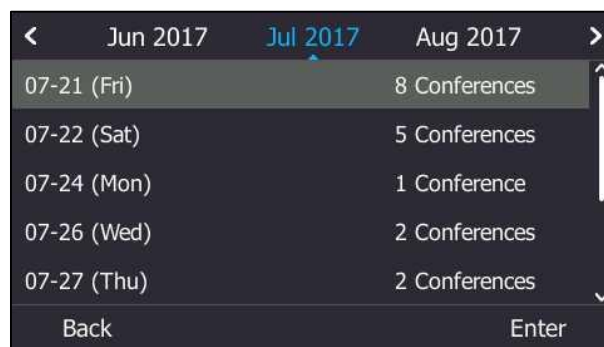 Jun 2017 Jul 2017 Aug 2017
07-21 (Fri) 8 Conferences
07-22 (Sat) 5 Conferences
07-24 (Mon) 1 Conference
07-26 (Wed) 2 Conferences
07-27 (Thu) 2 Conferences
Back Enter